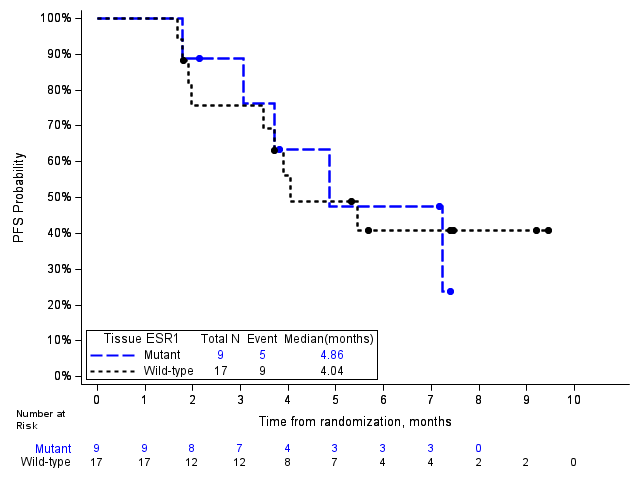 100%
90%
80%
70%
60%
50%
40%
30%
20%
10%
0%
PFS Probability
Tissue ESR1 Total N Event Median(months)
Mutant 9 5 4.86
Wild-type 17 9 4.04
0 1 2 3 4 5 6 7 8 9 10
Time from randomization, months
Number at
Risk
Mutant 9 9 8 7 4 3 3 3 0
Wild-type 17 17 12 12 8 7 4 4 2 2 0